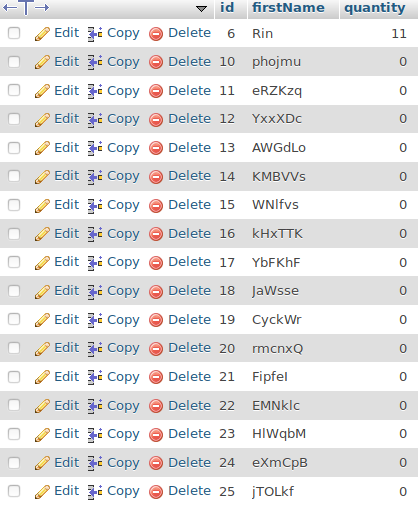 id firstName quantity
Edit Copy Delete 6 Rin 11
Edit Copy Delete 10 phojmu 0
Edit Copy Delete 11 eRZKzq 0
Edit Copy Delete 12 YxxXDc 0
Edit Copy Delete 13 AWGdLo 0
Edit Copy Delete 14 KMBVVs 0
Edit Copy Delete 15 WNlfvs 0
Edit Copy Delete 16 kHxTTK 0
Edit Copy Delete 17 YbFKhF 0
Edit Copy Delete 18 JaWsse 0
Edit Copy Delete 19 CyckWr 0
Edit Copy Delete 20 rmcnxQ 0
Edit Copy Delete 21 FipfeI 0
Edit Copy Delete 22 EMNklc 0
Edit Copy Delete 23 HlWqbM 0
Edit Copy Delete 24 eXmCpB 0
Edit Copy Delete 25 jTOLkf 0